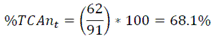 %TCAn_t = (62/91) * 100 = 68.1%